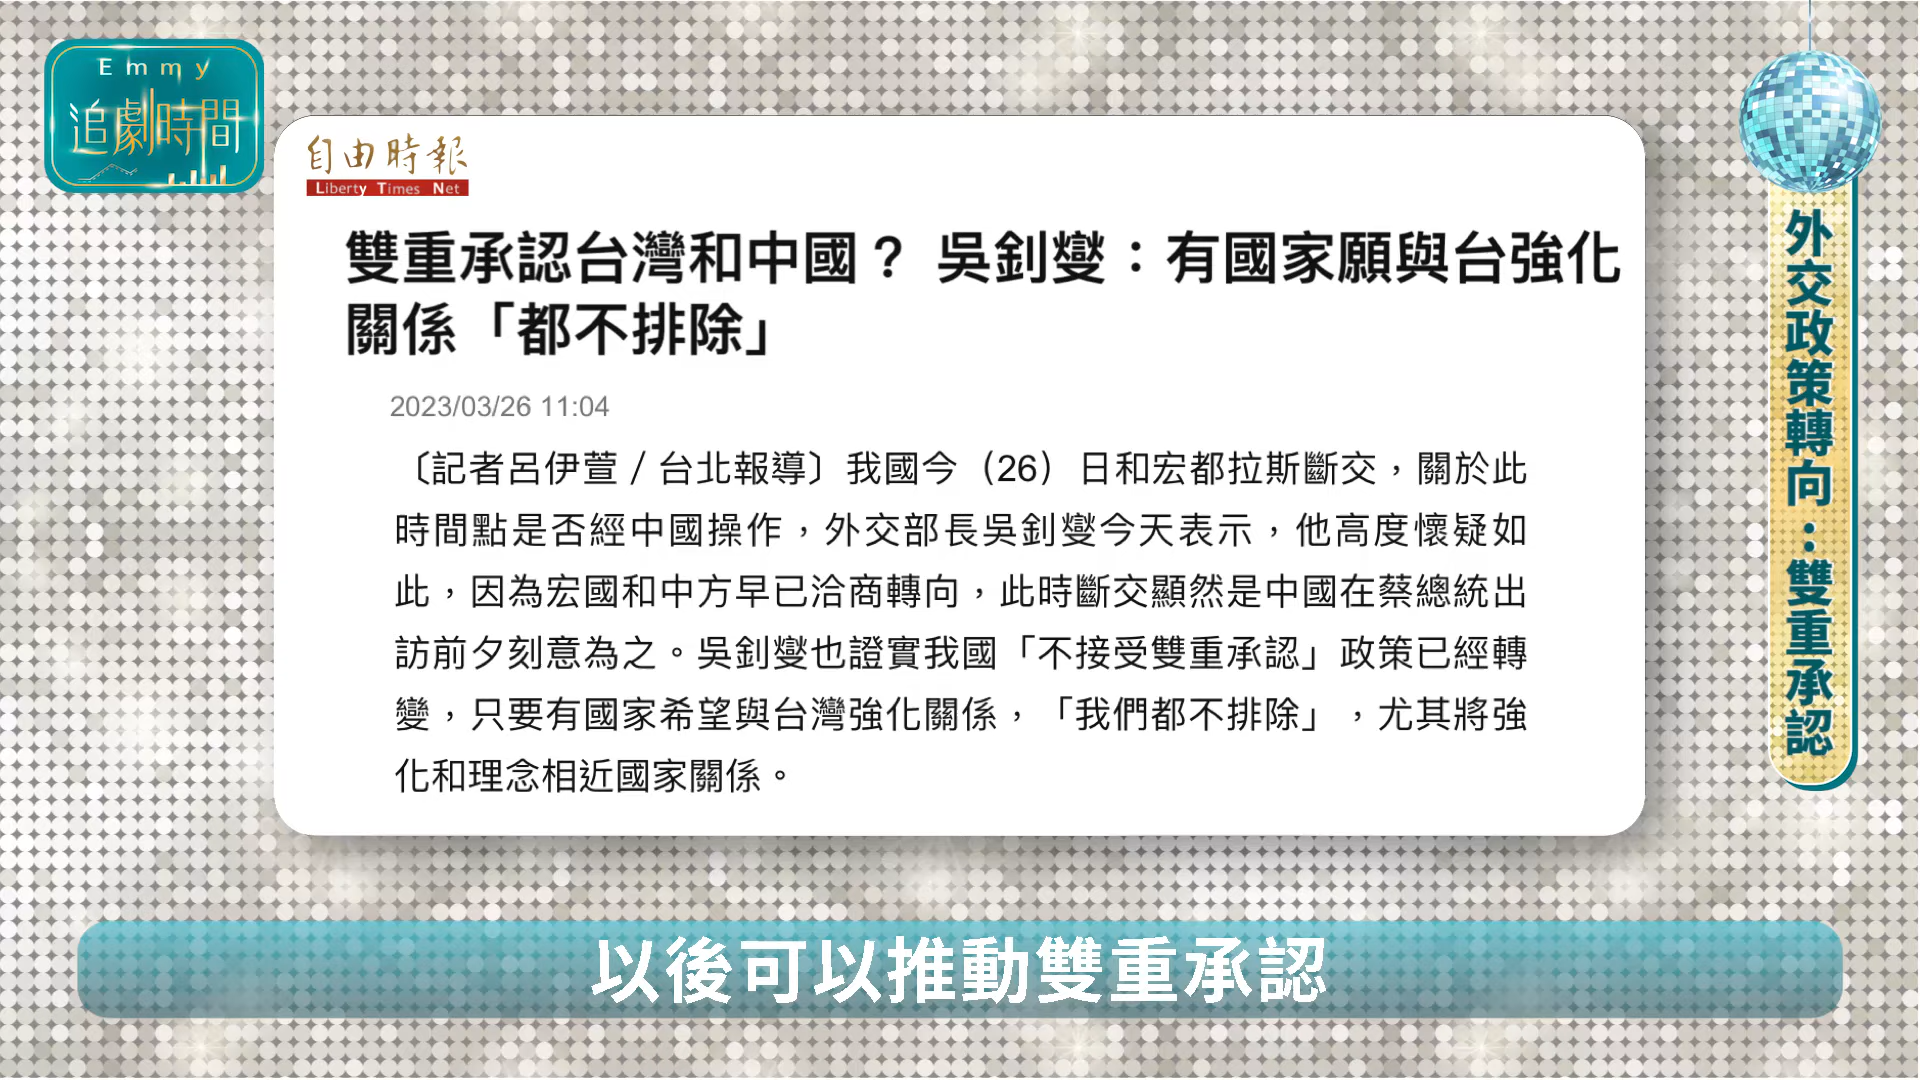 Emmy
追劇時間
自由時報
Liberty Times Net
雙重承認台灣和中國？ 吳釗燮：有國家願與台強化
關係「都不排除」
2023/03/26 11:04
〔記者呂伊萱／台北報導〕我國今（26）日和宏都拉斯斷交，關於此
時間點是否經中國操作，外交部長吳釗燮今天表示，他高度懷疑如
此，因為宏國和中方早已洽商轉向，此時斷交顯然是中國在蔡總統出
訪前夕刻意為之。吳釗燮也證實我國「不接受雙重承認」政策已經轉
變，只要有國家希望與台灣強化關係，「我們都不排除」，尤其將強
化和理念相近國家關係。
外交政策轉向：雙重承認
以後可以推動雙重承認